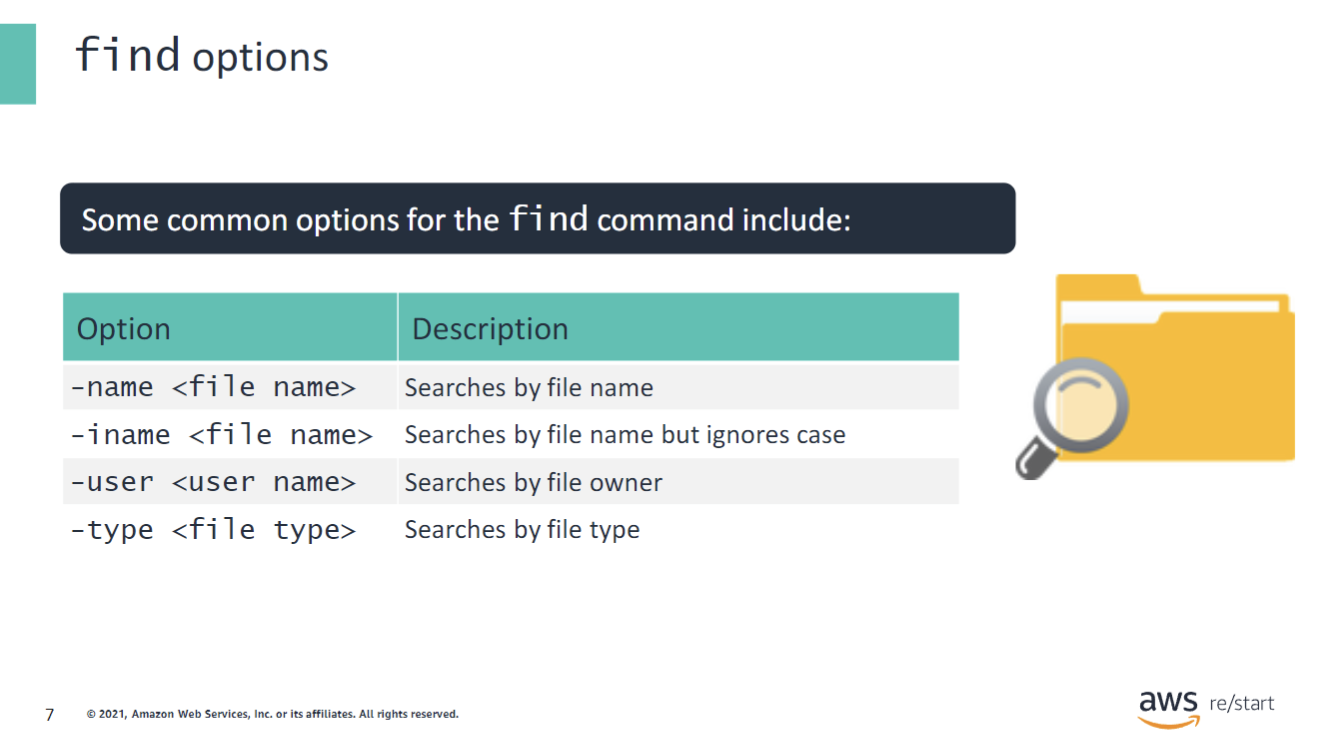 find options
Some common options for the find command include:
Option Description
–name <file name> Searches by file name
–iname <file name> Searches by file name but ignores case
–user <user name> Searches by file owner
–type <file type> Searches by file type
7 © 2021, Amazon Web Services, Inc. or its affiliates. All rights reserved.
aws re/start